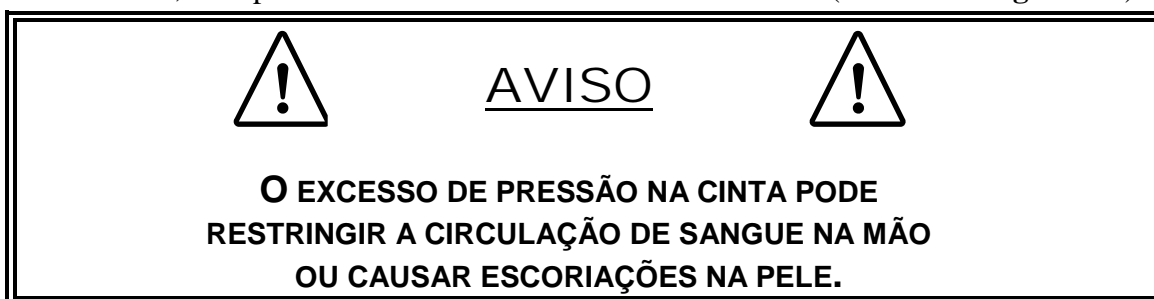 AVISO
O EXCESSO DE PRESSÃO NA CINTA PODE
RESTRINGIR A CIRCULAÇÃO DE SANGUE NA MÃO
OU CAUSAR ESCORIAÇÕES NA PELE.